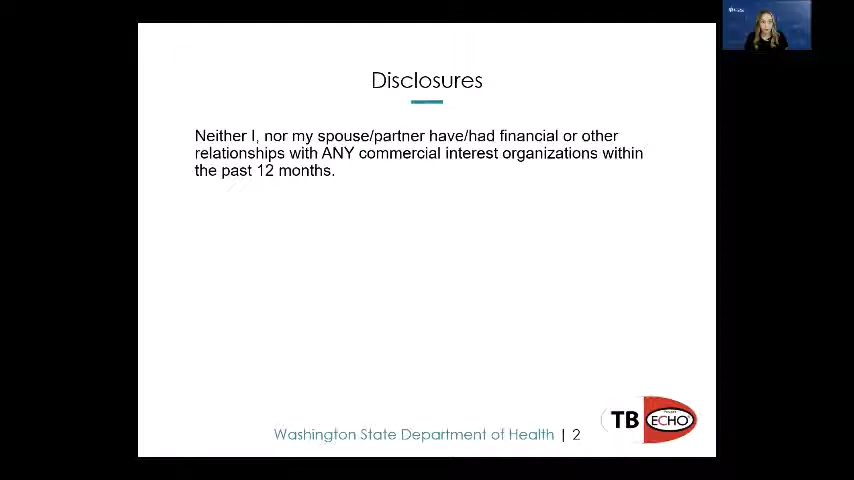 Disclosures
Neither I, nor my spouse/partner have/had financial or other
relationships with ANY commercial interest organizations within
the past 12 months.
Washington State Department of Health | 2
TB ECHO